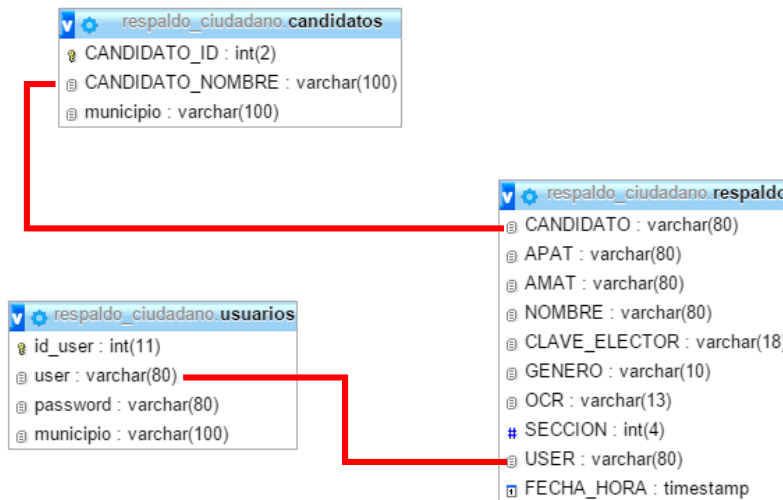 respaldo_ciudadano.candidatos
CANDIDATO_ID : int(2)
CANDIDATO_NOMBRE : varchar(100)
municipio : varchar(100)
respaldo_ciudadano.respaldo
CANDIDATO : varchar(80)
APAT : varchar(80)
AMAT : varchar(80)
NOMBRE : varchar(80)
CLAVE_ELECTOR : varchar(18)
GENERO : varchar(10)
OCR : varchar(13)
# SECCION : int(4)
USER : varchar(80)
FECHA_HORA : timestamp
respaldo_ciudadano.usuarios
id_user : int(11)
user : varchar(80)
password : varchar(80)
municipio : varchar(100)